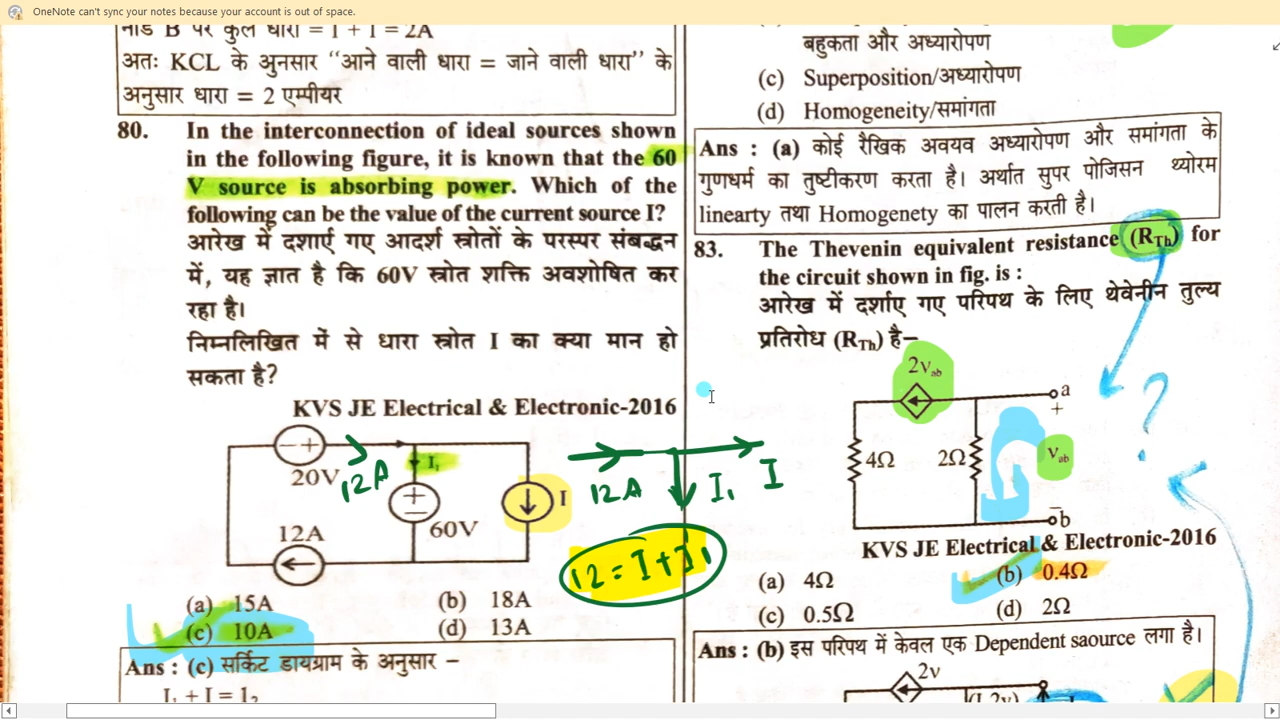 OneNote can't sync your notes because your account is out of space.
नोड B पर कुल धारा = 1 + 1 = 2A
अतः KCL के अुनसार “आने वाली धारा = जाने वाली धारा” के
अनुसार धारा = 2 एम्पीयर
80. In the interconnection of ideal sources shown
in the following figure, it is known that the 60
V source is absorbing power. Which of the
following can be the value of the current source I?
आरेख में दशाए गए आदर्श स्त्रोतों के परस्पर संबद्धन
में, यह ज्ञात है कि 60V स्त्रोत शक्ति अवशोषित कर
रहा है।
निम्नलिखित में से धारा स्त्रोत I का क्या मान हो
सकता है?
KVS JE Electrical & Electronic-2016
20V
12A
I₁
60V
I
12A
12A
I₁
I
12 = I + I₁
(a) 15A
(b) 18A
(c) 10A
(d) 13A
Ans : (c) सर्किट डायग्राम के अनुसार –
बहुकता और अध्यारोपण
(c) Superposition/अध्यारोपण
(d) Homogeneity/समांगता
Ans : (a) कोई रैखिक अवयव अध्यारोपण और समांगता के
गुणधर्म का तुष्टीकरण करता है। अर्थात सुपर पोजिसन थ्योरम
linearty तथा Homogenety का पालन करती है।
83. The Thevenin equivalent resistance (R_Th) for
the circuit shown in fig. is :
आरेख में दर्शाए गए परिपथ के लिए थेवेनीन तुल्य
प्रतिरोध (R_Th) है–
2v_ab
a
+
4Ω
2Ω
v_ab
?
b
KVS JE Electrical & Electronic-2016
(a) 4Ω
(b) 0.4Ω
(c) 0.5Ω
(d) 2Ω
Ans : (b) इस परिपथ में केवल एक Dependent saource लगा है।
2v